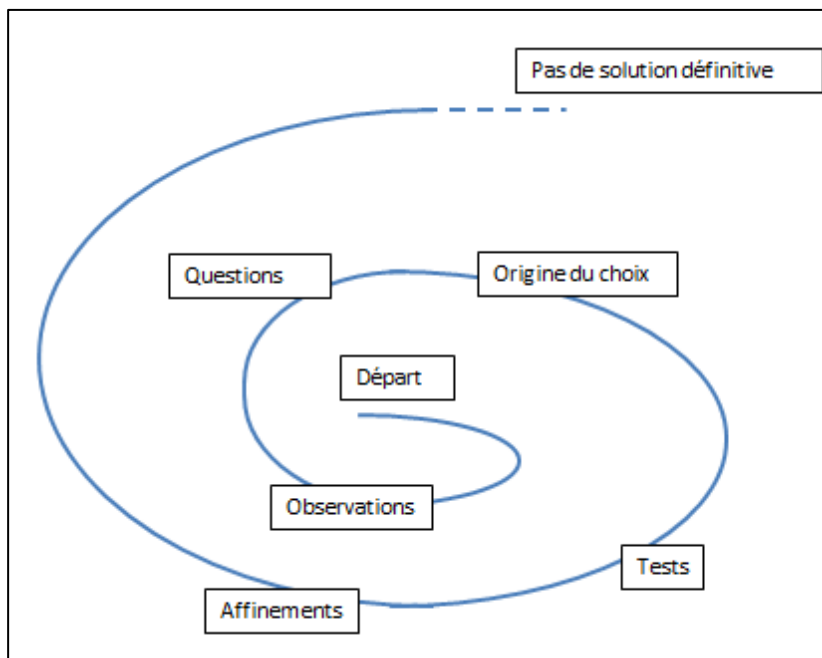 Pas de solution définitive
Questions
Origine du choix
Départ
Observations
Tests
Affinements